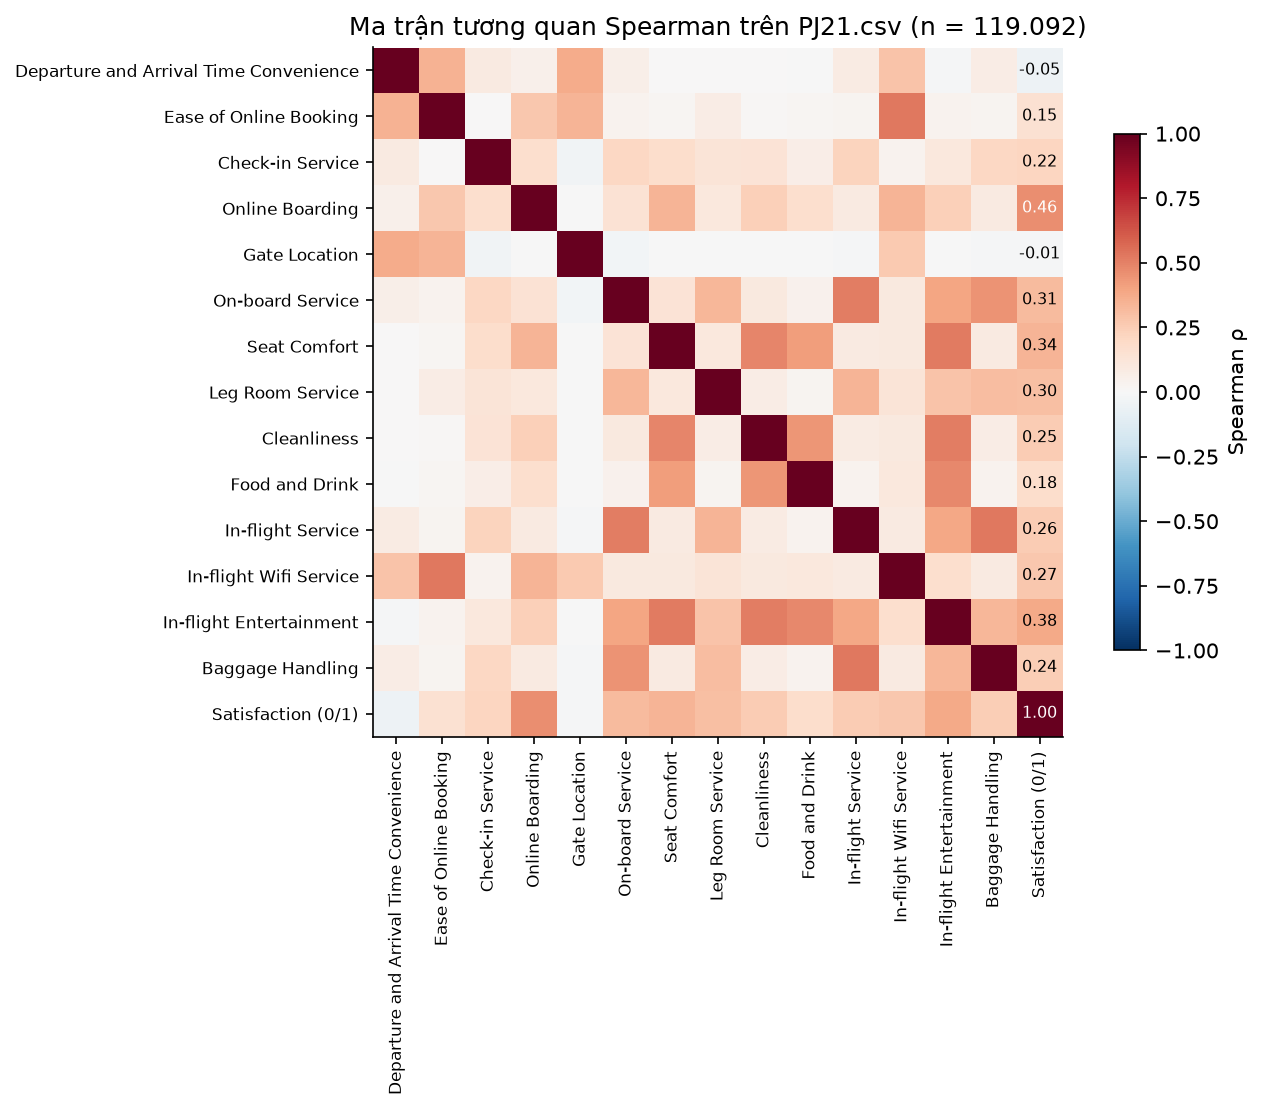 Ma trận tương quan Spearman trên PJ21.csv (n = 119.092)
Departure and Arrival Time Convenience
-0.05
Ease of Online Booking
0.15
Check-in Service
0.22
Online Boarding
0.46
Gate Location
-0.01
On-board Service
0.31
Seat Comfort
0.34
Leg Room Service
0.30
Cleanliness
0.25
Food and Drink
0.18
In-flight Service
0.26
In-flight Wifi Service
0.27
In-flight Entertainment
0.38
Baggage Handling
0.24
Satisfaction (0/1)
1.00
Departure and Arrival Time Convenience
Ease of Online Booking
Check-in Service
Online Boarding
Gate Location
On-board Service
Seat Comfort
Leg Room Service
Cleanliness
Food and Drink
In-flight Service
In-flight Wifi Service
In-flight Entertainment
Baggage Handling
Satisfaction (0/1)
1.00
0.75
0.50
0.25
0.00
−0.25
−0.50
−0.75
−1.00
Spearman ρ